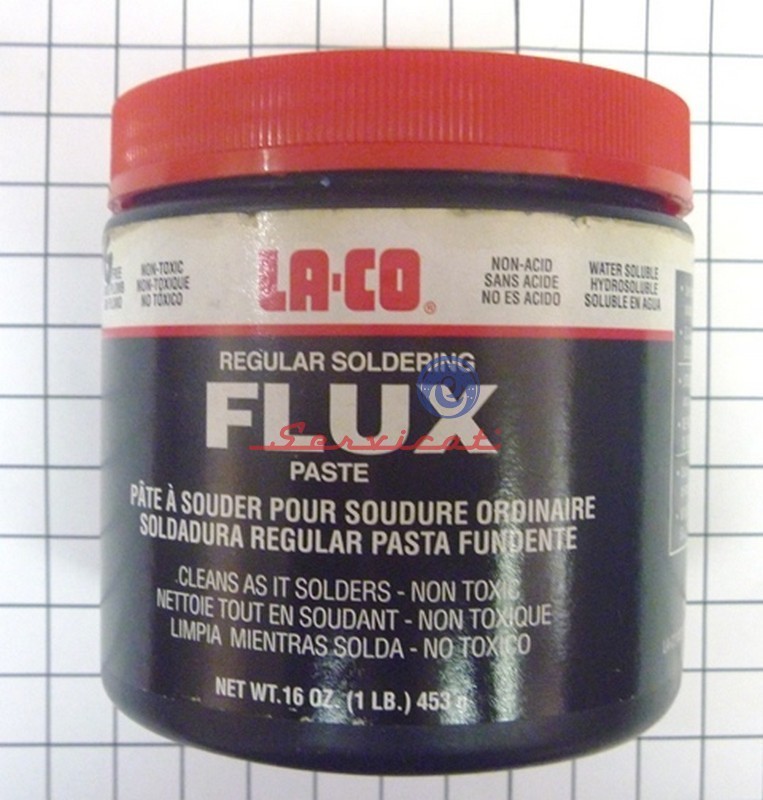 NON-TOXIC
NON-TOXIQUE
NO TOXICO
LA-CO®
NON-ACID
SANS ACIDE
NO ES ACIDO
WATER SOLUBLE
HYDROSOLUBLE
SOLUBLE EN AGUA
REGULAR SOLDERING
FLUX
Servicat
PASTE
PÂTE À SOUDER POUR SOUDURE ORDINAIRE
SOLDADURA REGULAR PASTA FUNDENTE
CLEANS AS IT SOLDERS - NON TOXIC
NETTOIE TOUT EN SOUDANT - NON TOXIQUE
LIMPIA MIENTRAS SOLDA - NO TOXICO
NET WT.16 OZ. (1 LB.) 453 g